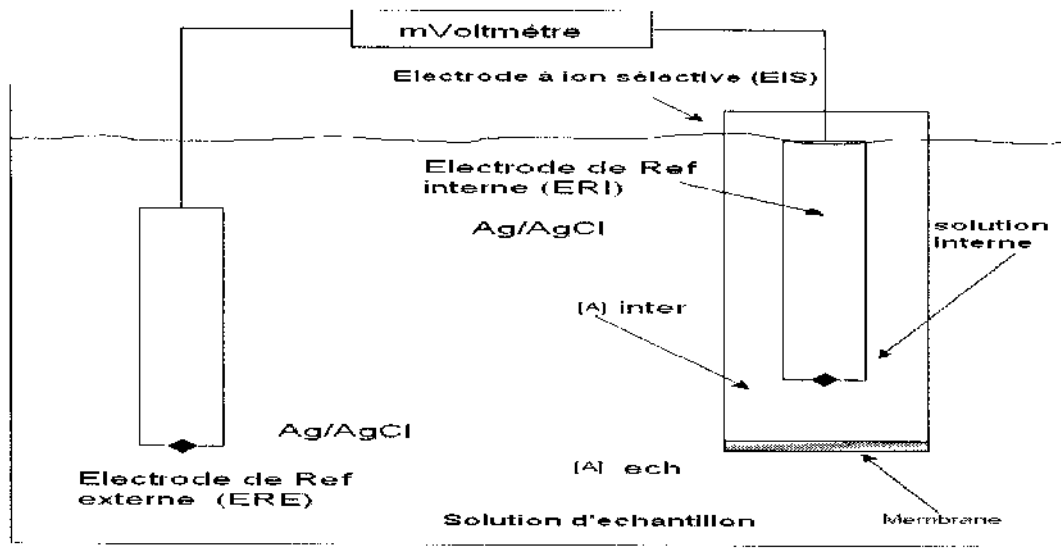 mVoltmétre
Electrode à ion sélective (EIS)
Electrode de Ref
interne (ERI)
Ag/AgCl
solution
interne
[A] inter
Ag/AgCl
Electrode de Ref
externe (ERE)
[A] ech
Solution d'echantillon
Membrane